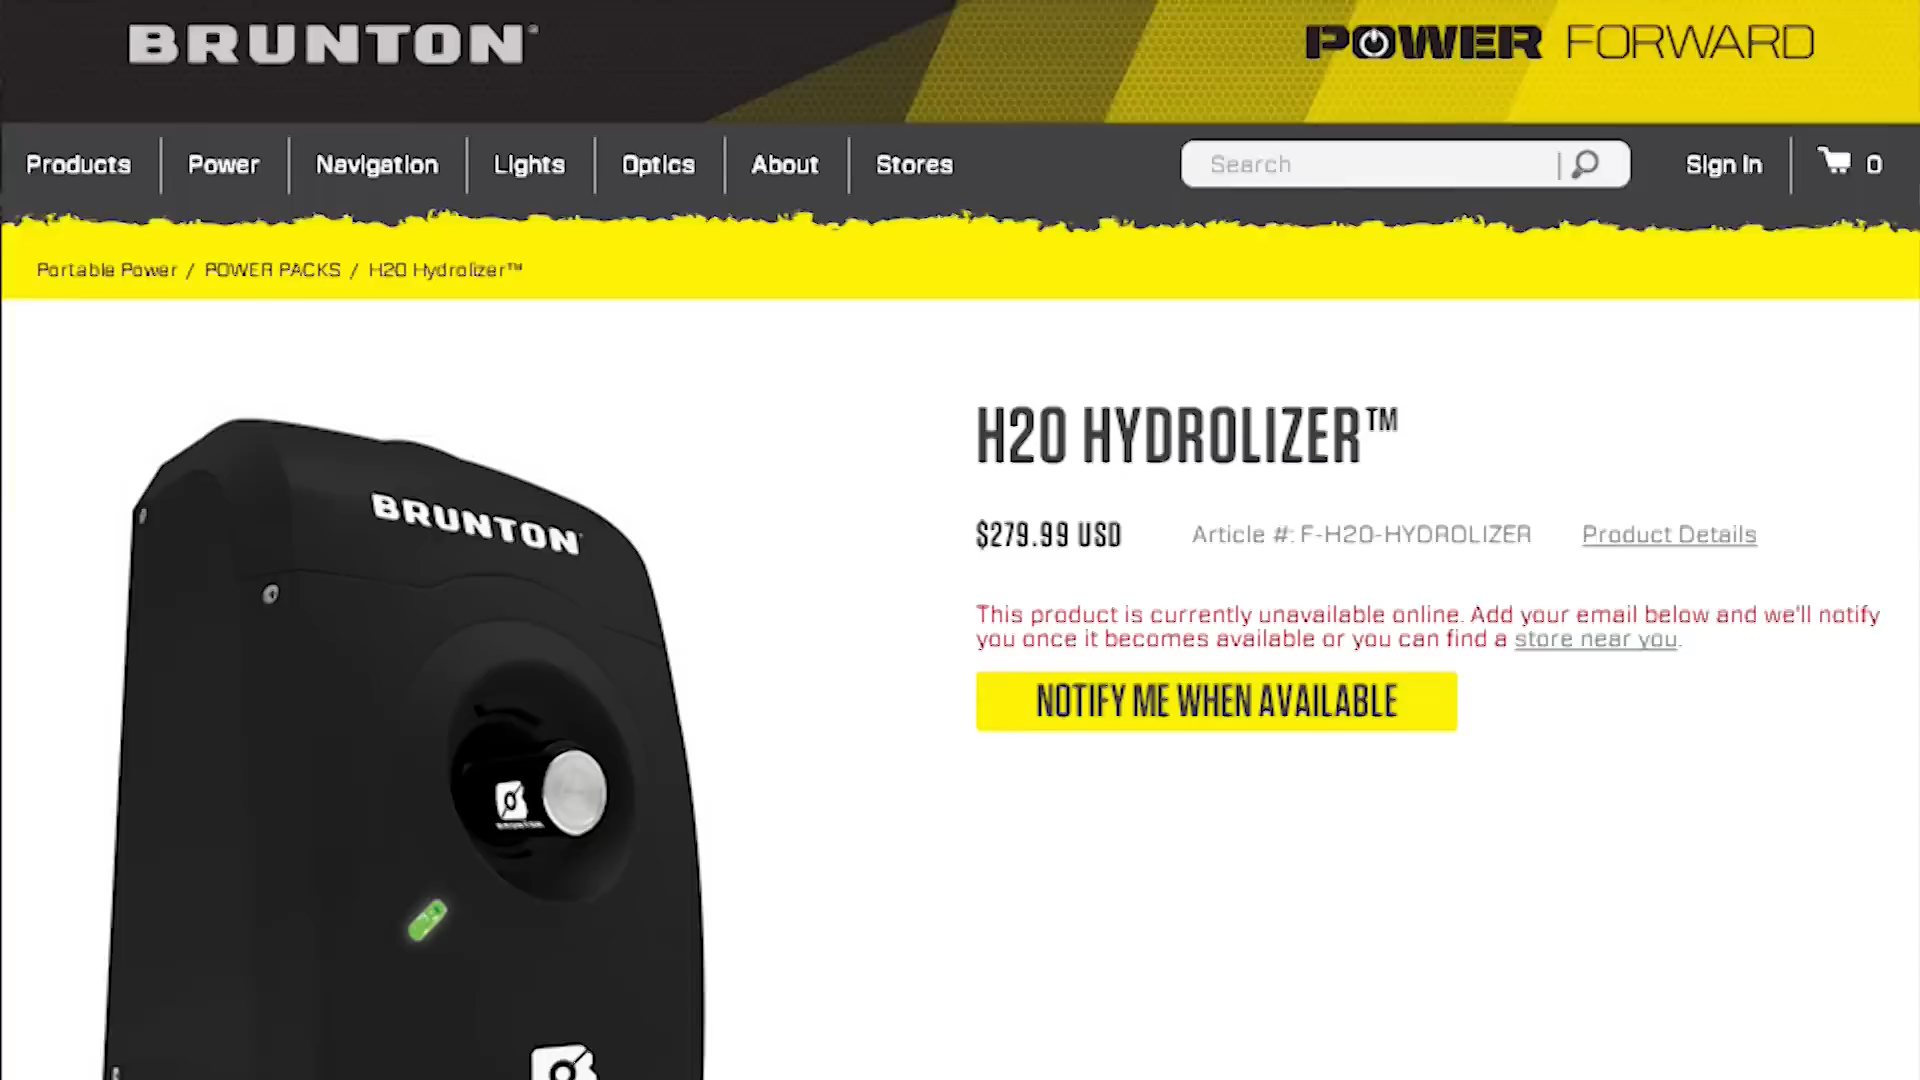 BRUNTON
POWER FORWARD
Products Power Navigation Lights Optics About Stores Search Sign In 0
Portable Power / POWER PACKS / H20 Hydrolizer™
H20 HYDROLIZER™
$279.99 USD Article #: F-H20-HYDROLIZER Product Details
This product is currently unavailable online. Add your email below and we'll notify
you once it becomes available or you can find a store near you.
NOTIFY ME WHEN AVAILABLE
BRUNTON
BRUNTON